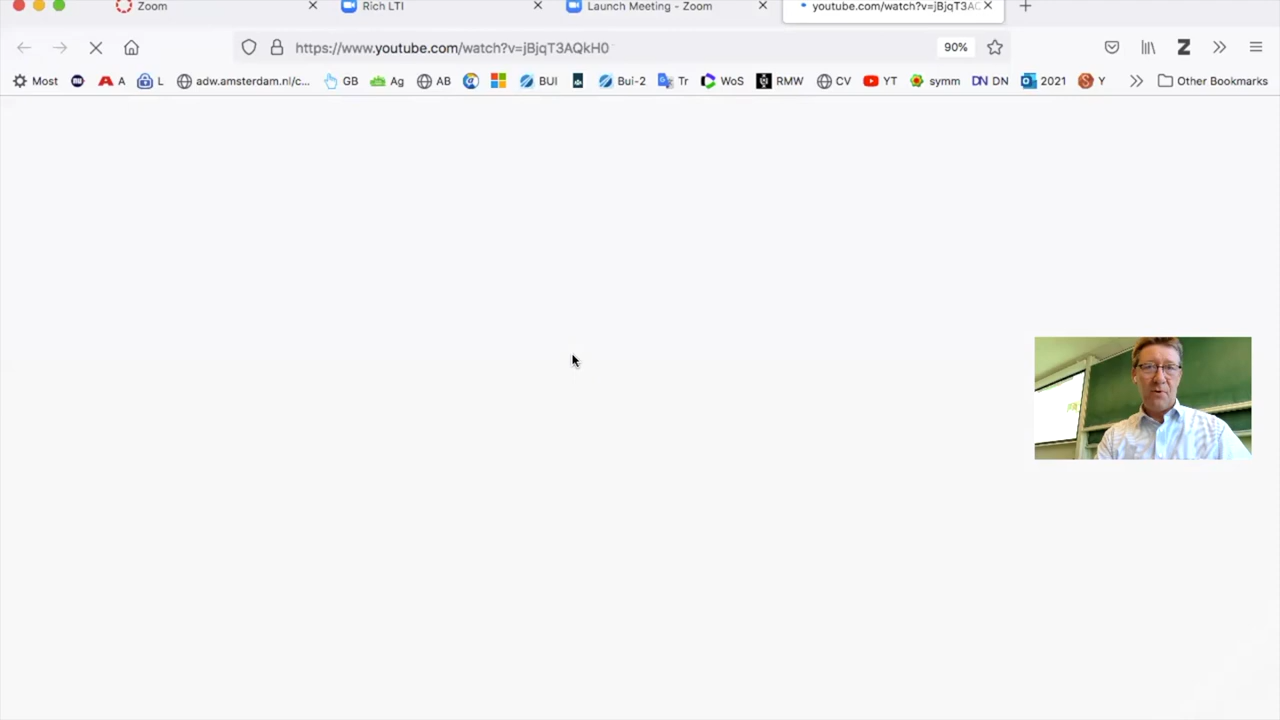 Zoom
Rich LTI
Launch Meeting - Zoom
youtube.com/watch?v=jBjqT3AC
https://www.youtube.com/watch?v=jBjqT3AQkH0
90%
Most
A
L
adw.amsterdam.nl/c...
GB
Ag
AB
BUI
Bui-2
Tr
WoS
RMW
CV
YT
symm
DN DN
2021
Y
Other Bookmarks